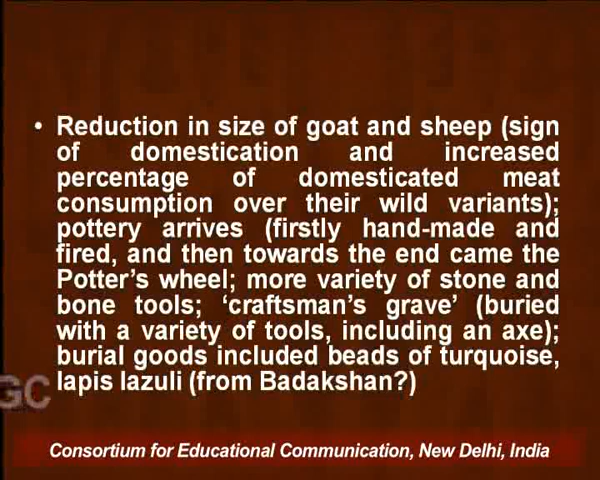 • Reduction in size of goat and sheep (sign
of domestication and increased
percentage of domesticated meat
consumption over their wild variants);
pottery arrives (firstly hand-made and
fired, and then towards the end came the
Potter's wheel; more variety of stone and
bone tools; 'craftsman's grave' (buried
with a variety of tools, including an axe);
burial goods included beads of turquoise,
lapis lazuli (from Badakshan?)
GC
Consortium for Educational Communication, New Delhi, India